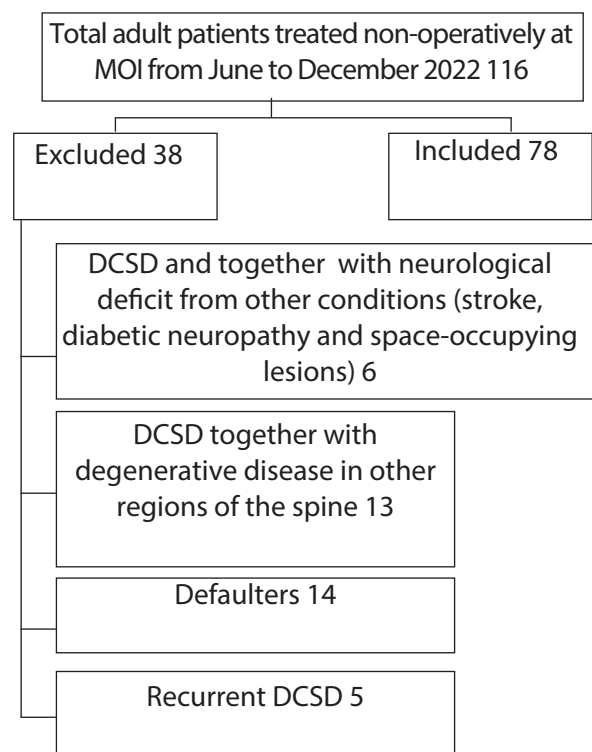 Total adult patients treated non-operatively at
MOI from June to December 2022 116
Excluded 38
Included 78
DCSD and together with neurological
deficit from other conditions (stroke,
diabetic neuropathy and space-occupying
lesions) 6
DCSD together with
degenerative disease in other
regions of the spine 13
Defaulters 14
Recurrent DCSD 5